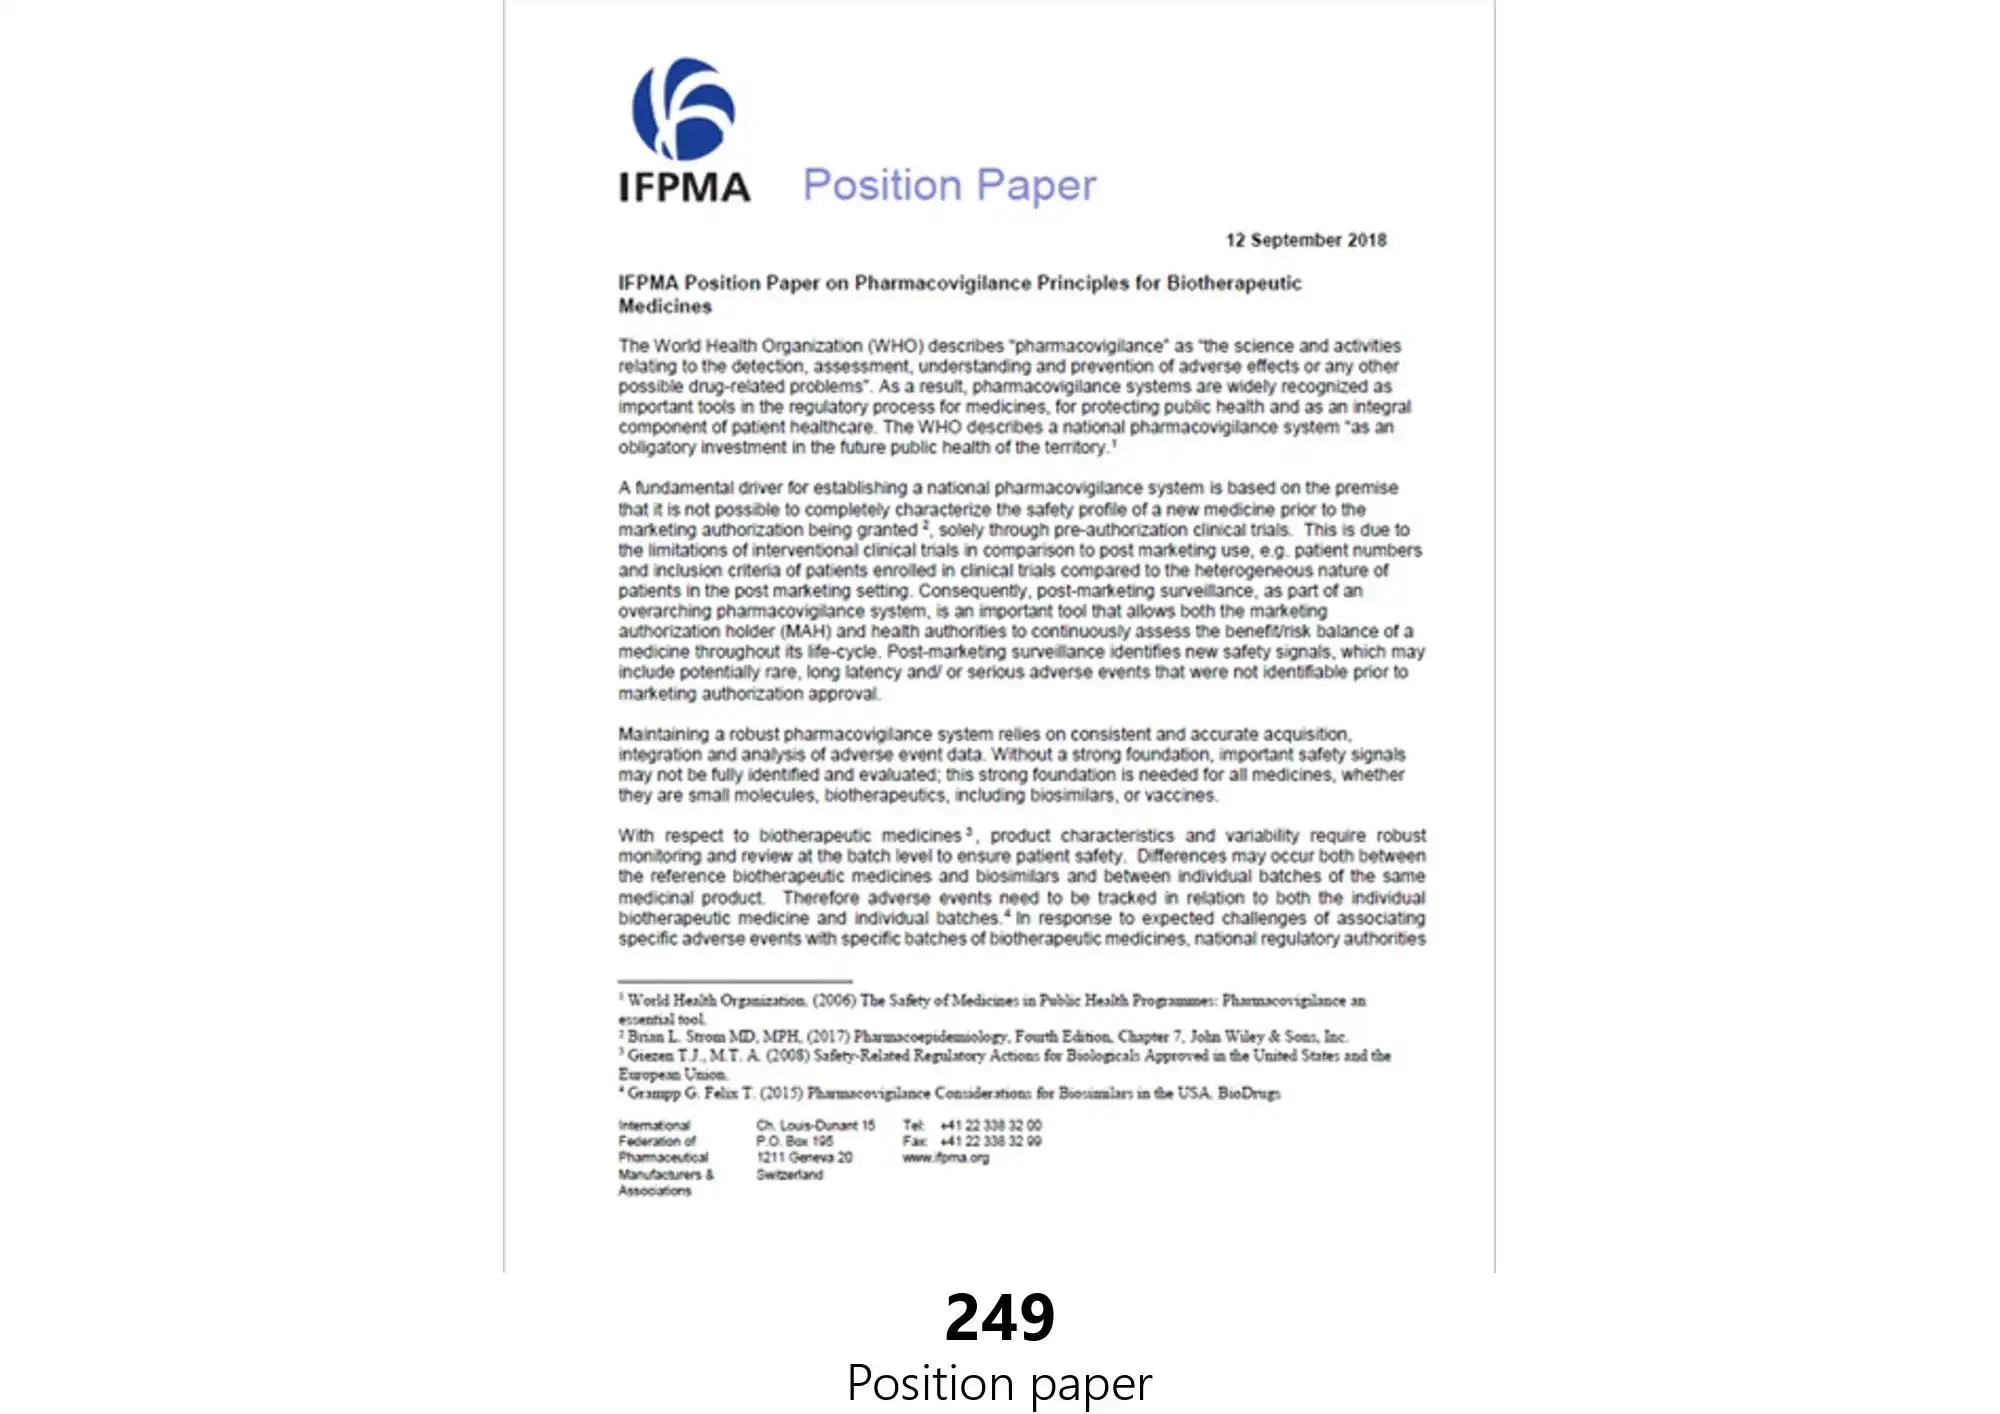 IFPMA Position Paper
12 September 2018
IFPMA Position Paper on Pharmacovigilance Principles for Biotherapeutic
Medicines
The World Health Organization (WHO) describes "pharmacovigilance" as "the science and activities
relating to the detection, assessment, understanding and prevention of adverse effects or any other
possible drug-related problems". As a result, pharmacovigilance systems are widely recognized as
important tools in the regulatory process for medicines, for protecting public health and as an integral
component of patient healthcare. The WHO describes a national pharmacovigilance system "as an
obligatory investment in the future public health of the territory.¹
A fundamental driver for establishing a national pharmacovigilance system is based on the premise
that it is not possible to completely characterize the safety profile of a new medicine prior to the
marketing authorization being granted ², solely through pre-authorization clinical trials. This is due to
the limitations of interventional clinical trials in comparison to post marketing use, e.g. patient numbers
and inclusion criteria of patients enrolled in clinical trials compared to the heterogeneous nature of
patients in the post marketing setting. Consequently, post-marketing surveillance, as part of an
overarching pharmacovigilance system, is an important tool that allows both the marketing
authorization holder (MAH) and health authorities to continuously assess the benefit/risk balance of a
medicine throughout its life-cycle. Post-marketing surveillance identifies new safety signals, which may
include potentially rare, long latency and/ or serious adverse events that were not identifiable prior to
marketing authorization approval.
Maintaining a robust pharmacovigilance system relies on consistent and accurate acquisition,
integration and analysis of adverse event data. Without a strong foundation, important safety signals
may not be fully identified and evaluated; this strong foundation is needed for all medicines, whether
they are small molecules, biotherapeutics, including biosimilars, or vaccines.
With respect to biotherapeutic medicines ³, product characteristics and variability require robust
monitoring and review at the batch level to ensure patient safety. Differences may occur both between
the reference biotherapeutic medicines and biosimilars and between individual batches of the same
medicinal product. Therefore adverse events need to be tracked in relation to both the individual
biotherapeutic medicine and individual batches.⁴ In response to expected challenges of associating
specific adverse events with specific batches of biotherapeutic medicines, national regulatory authorities
¹ World Health Organization. (2006) The Safety of Medicines in Public Health Programmes: Pharmacovigilance an
essential tool.
² Brian L. Strom MD, MPH, (2017) Pharmacoepidemiology, Fourth Edition, Chapter 7, John Wiley & Sons, Inc.
³ Giezen T.J., M.T. A. (2008) Safety-Related Regulatory Actions for Biologicals Approved in the United States and the
European Union.
⁴ Grampp G. Felix T. (2015) Pharmacovigilance Considerations for Biosimilars in the USA. BioDrugs
International Ch. Louis-Dunant 15 Tel: +41 22 338 32 00
Federation of P.O. Box 195 Fax: +41 22 338 32 99
Pharmaceutical 1211 Geneva 20 www.ifpma.org
Manufacturers & Switzerland
Associations
249
Position paper